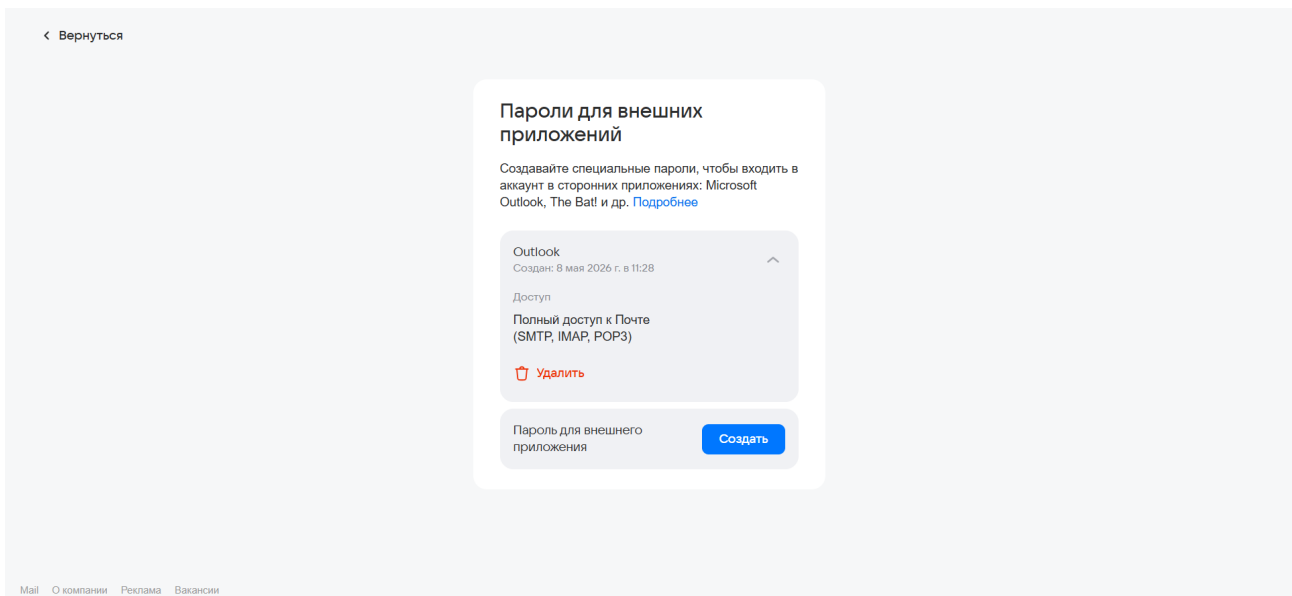 Вернуться
Пароли для внешних
приложений
Создавайте специальные пароли, чтобы входить в
аккаунт в сторонних приложениях: Microsoft
Outlook, The Bat! и др. Подробнее
Outlook
Создан: 8 мая 2026 г. в 11:28
Доступ
Полный доступ к Почте
(SMTP, IMAP, POP3)
Удалить
Пароль для внешнего
приложения
Создать
Mail О компании Реклама Вакансии